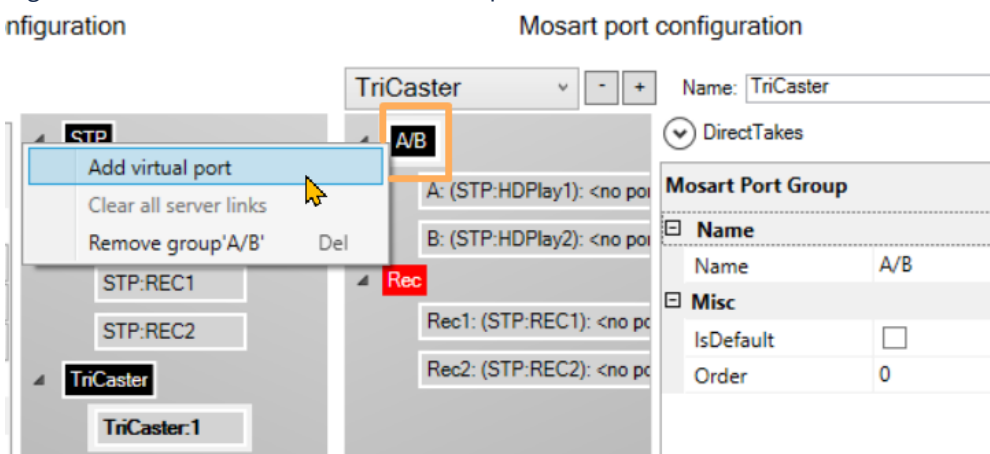 nfiguration
Mosart port configuration
TriCaster
- +
Name: TriCaster
STP
A/B
DirectTakes
Add virtual port
Clear all server links
Remove group'A/B' Del
A: (STP:HDPlay1): <no por
B: (STP:HDPlay2): <no por
Mosart Port Group
Name
Name A/B
STP:REC1
Rec
Misc
Rec1: (STP:REC1): <no po
IsDefault
STP:REC2
Rec2: (STP:REC2): <no po
Order 0
TriCaster
TriCaster:1